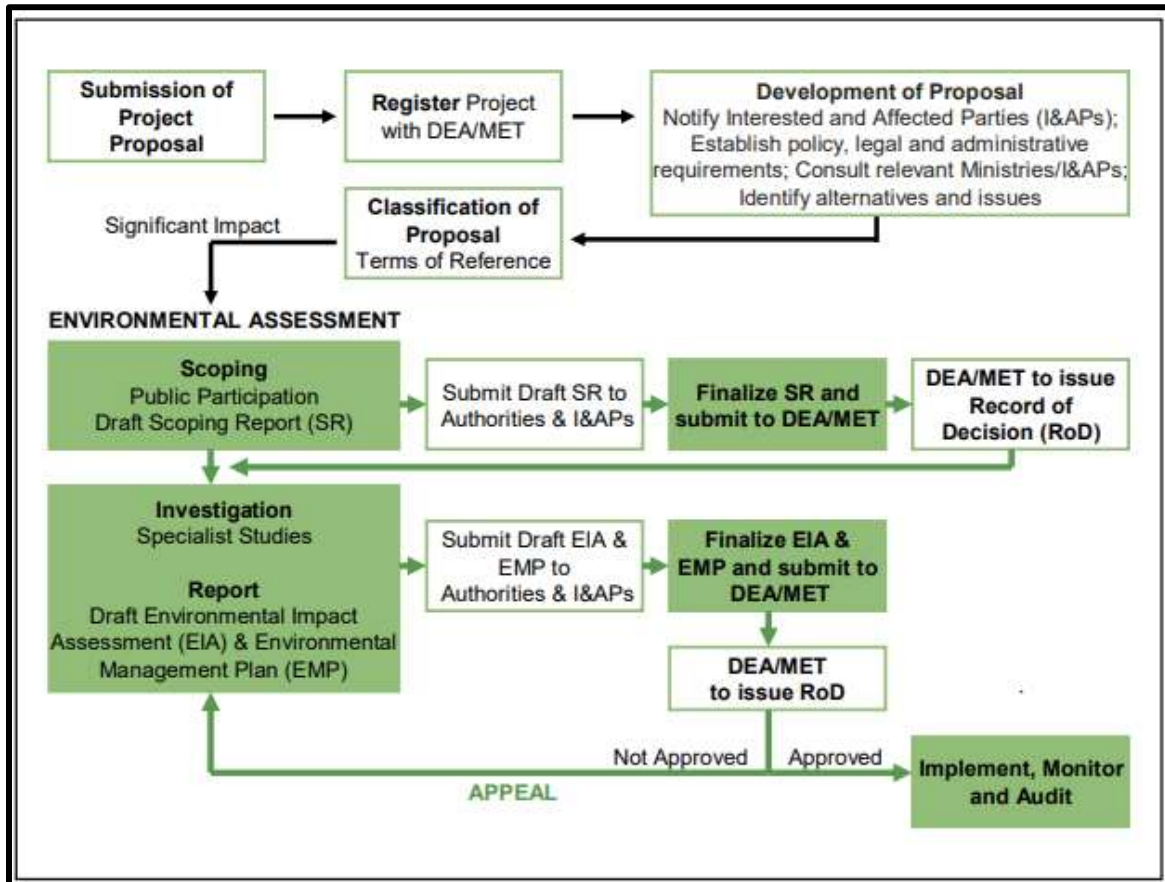 Submission of
Project
Proposal
Register Project
with DEA/MET
Development of Proposal
Notify Interested and Affected Parties (I&APs);
Establish policy, legal and administrative
requirements; Consult relevant Ministries/I&APs;
Identify alternatives and issues
Classification of
Proposal
Terms of Reference
Significant Impact
ENVIRONMENTAL ASSESSMENT
Scoping
Public Participation
Draft Scoping Report (SR)
Submit Draft SR to
Authorities & I&APs
Finalize SR and
submit to DEA/MET
DEA/MET to issue
Record of
Decision (RoD)
Investigation
Specialist Studies
Report
Draft Environmental Impact
Assessment (EIA) & Environmental
Management Plan (EMP)
Submit Draft EIA &
EMP to
Authorities & I&APs
Finalize EIA &
EMP and submit to
DEA/MET
DEA/MET
to issue RoD
Not Approved
Approved
APPEAL
Implement, Monitor
and Audit